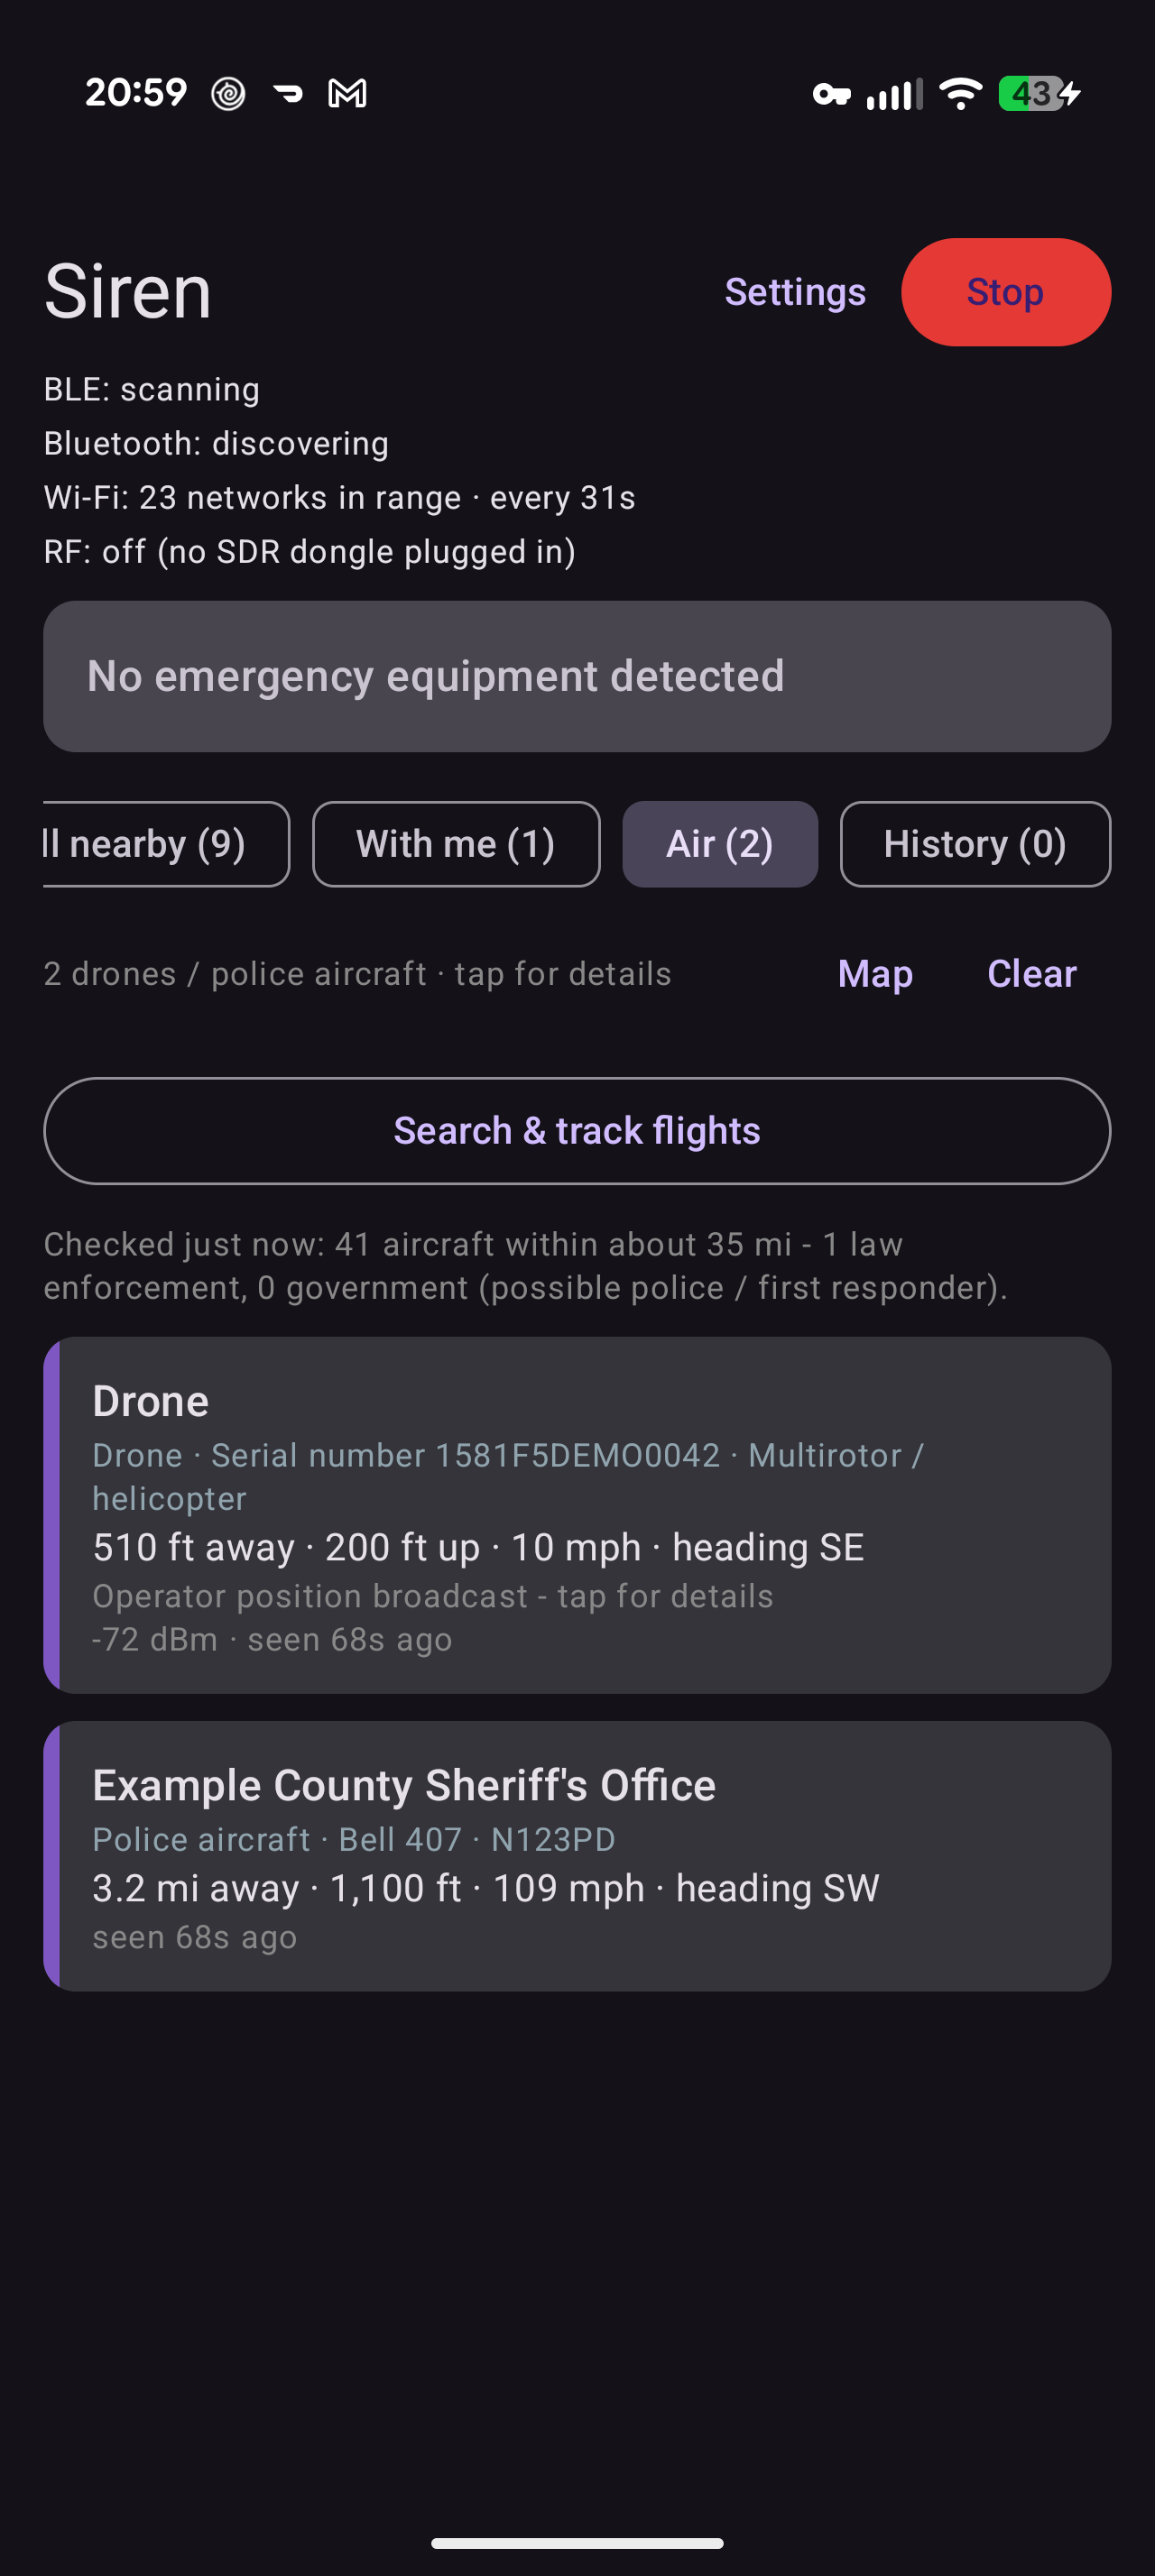 20:59
43
Siren
Settings
Stop
BLE: scanning
Bluetooth: discovering
Wi-Fi: 23 networks in range · every 31s
RF: off (no SDR dongle plugged in)
No emergency equipment detected
ll nearby (9)
With me (1)
Air (2)
History (0)
2 drones / police aircraft · tap for details
Map
Clear
Search & track flights
Checked just now: 41 aircraft within about 35 mi - 1 law
enforcement, 0 government (possible police / first responder).
Drone
Drone · Serial number 1581F5DEMO0042 · Multirotor /
helicopter
510 ft away · 200 ft up · 10 mph · heading SE
Operator position broadcast - tap for details
-72 dBm · seen 68s ago
Example County Sheriff's Office
Police aircraft · Bell 407 · N123PD
3.2 mi away · 1,100 ft · 109 mph · heading SW
seen 68s ago